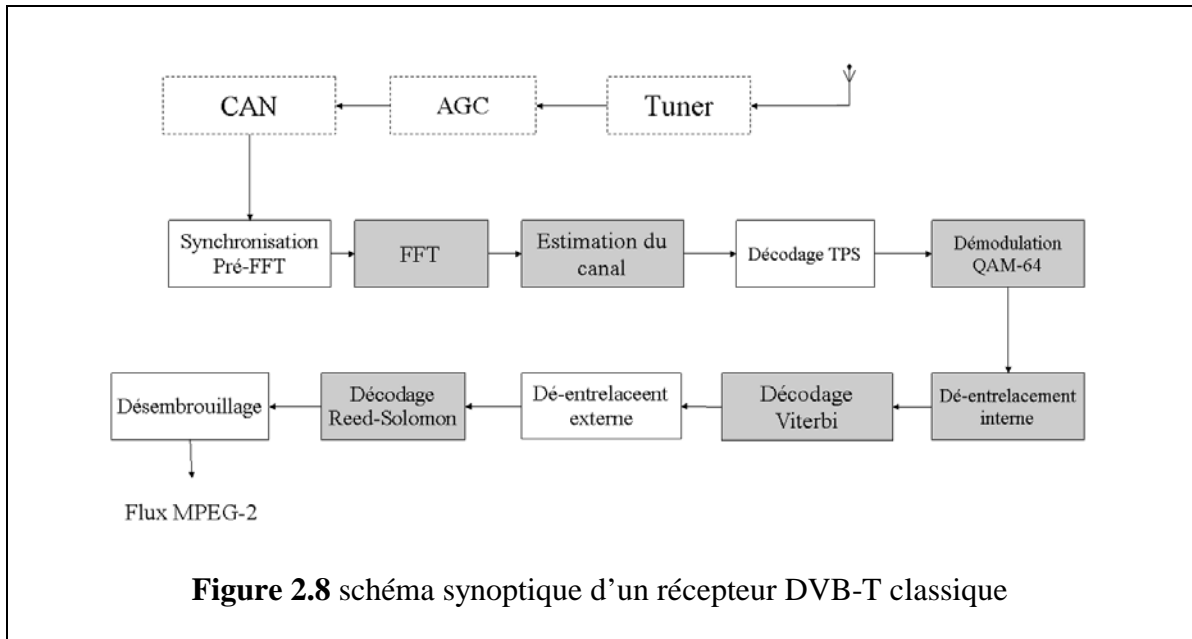 CAN
AGC
Tuner
Synchronisation
Pré-FFT
FFT
Estimation du
canal
Décodage TPS
Démodulation
QAM-64
Désembrouillage
Décodage
Reed-Solomon
Dé-entrelaceent
externe
Décodage
Viterbi
Dé-entrelacement
interne
Flux MPEG-2
Figure 2.8 schéma synoptique d'un récepteur DVB-T classique